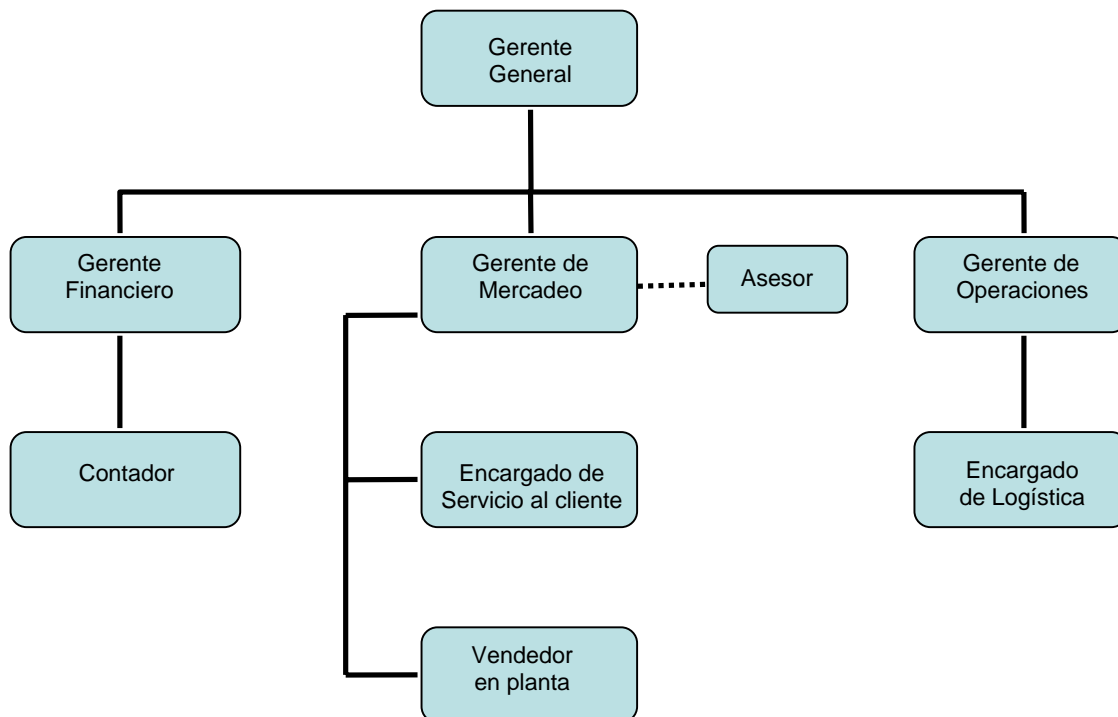 Gerente
General
Gerente
Financiero
Gerente de
Mercadeo
Asesor
Gerente de
Operaciones
Contador
Encargado de
Servicio al cliente
Encargado
de Logística
Vendedor
en planta